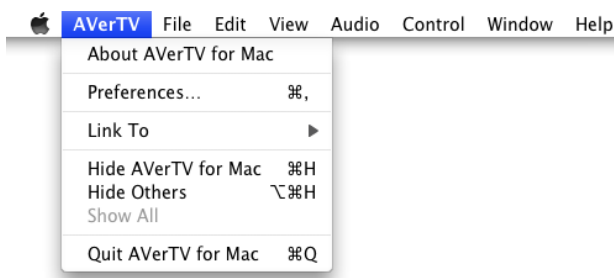 AVerTV File Edit View Audio Control Window Help
About AVerTV for Mac
Preferences... ⌘,
Link To ▶
Hide AVerTV for Mac ⌘H
Hide Others ⌥⌘H
Show All
Quit AVerTV for Mac ⌘Q